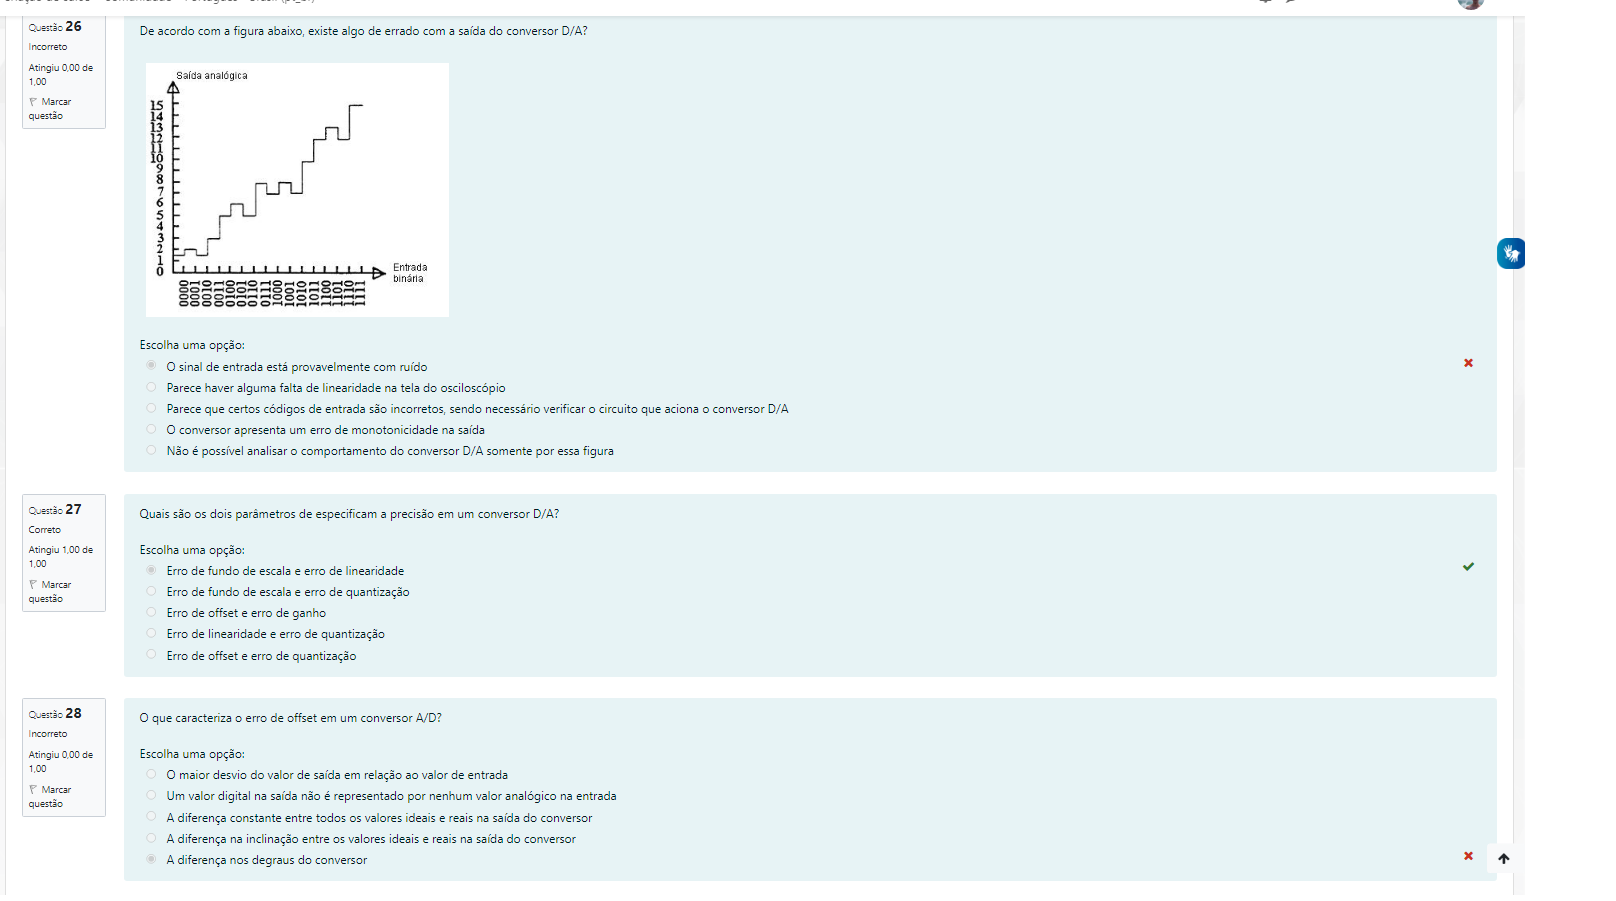 Questão 26
Incorreto
Atingiu 0,00 de
1,00
Marcar
questão
De acordo com a figura abaixo, existe algo de errado com a saída do conversor D/A?
Saída analógica
15
14
13
12
11
10
9
8
7
6
5
4
3
2
1
0
Entrada
binária
0000
0001
0010
0011
0100
0101
0110
0111
1000
1001
1010
1011
1100
1101
1110
1111
Escolha uma opção:
O sinal de entrada está provavelmente com ruído
Parece haver alguma falta de linearidade na tela do osciloscópio
Parece que certos códigos de entrada são incorretos, sendo necessário verificar o circuito que aciona o conversor D/A
O conversor apresenta um erro de monotonicidade na saída
Não é possível analisar o comportamento do conversor D/A somente por essa figura
Questão 27
Correto
Atingiu 1,00 de
1,00
Marcar
questão
Quais são os dois parâmetros de especificam a precisão em um conversor D/A?
Escolha uma opção:
Erro de fundo de escala e erro de linearidade
Erro de fundo de escala e erro de quantização
Erro de offset e erro de ganho
Erro de linearidade e erro de quantização
Erro de offset e erro de quantização
Questão 28
Incorreto
Atingiu 0,00 de
1,00
Marcar
questão
O que caracteriza o erro de offset em um conversor A/D?
Escolha uma opção:
O maior desvio do valor de saída em relação ao valor de entrada
Um valor digital na saída não é representado por nenhum valor analógico na entrada
A diferença constante entre todos os valores ideais e reais na saída do conversor
A diferença na inclinação entre os valores ideais e reais na saída do conversor
A diferença nos degraus do conversor